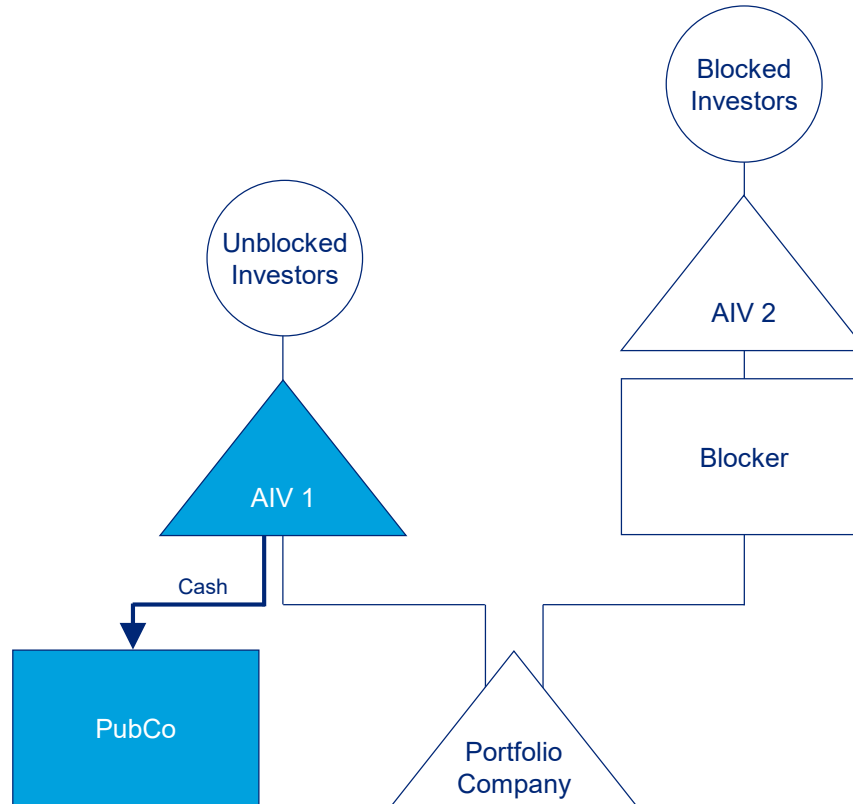 Blocked
Investors
Unblocked
Investors
AIV 2
Blocker
AIV 1
Cash
PubCo
Portfolio
Company